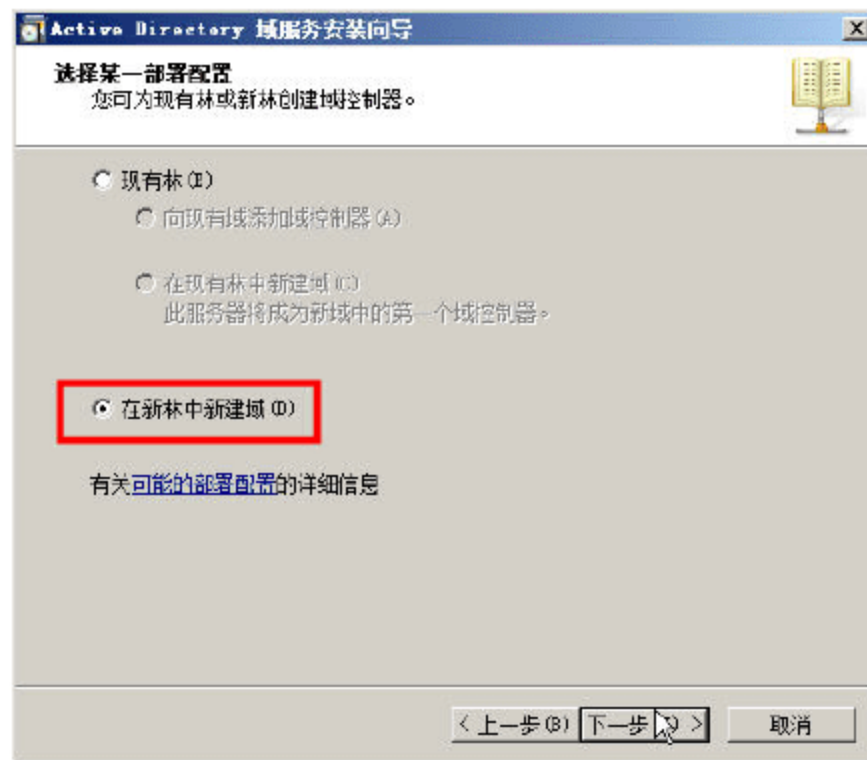 Active Directory 域服务安装向导
选择某一部署配置
您可为现有林或新林创建域控制器。
现有林(E)
向现有域添加域控制器(A)
在现有林中新建域(C)
此服务器将成为新域中的第一个域控制器。
在新林中新建域(D)
有关可能的部署配置的详细信息
< 上一步(B) 下一步 > 取消